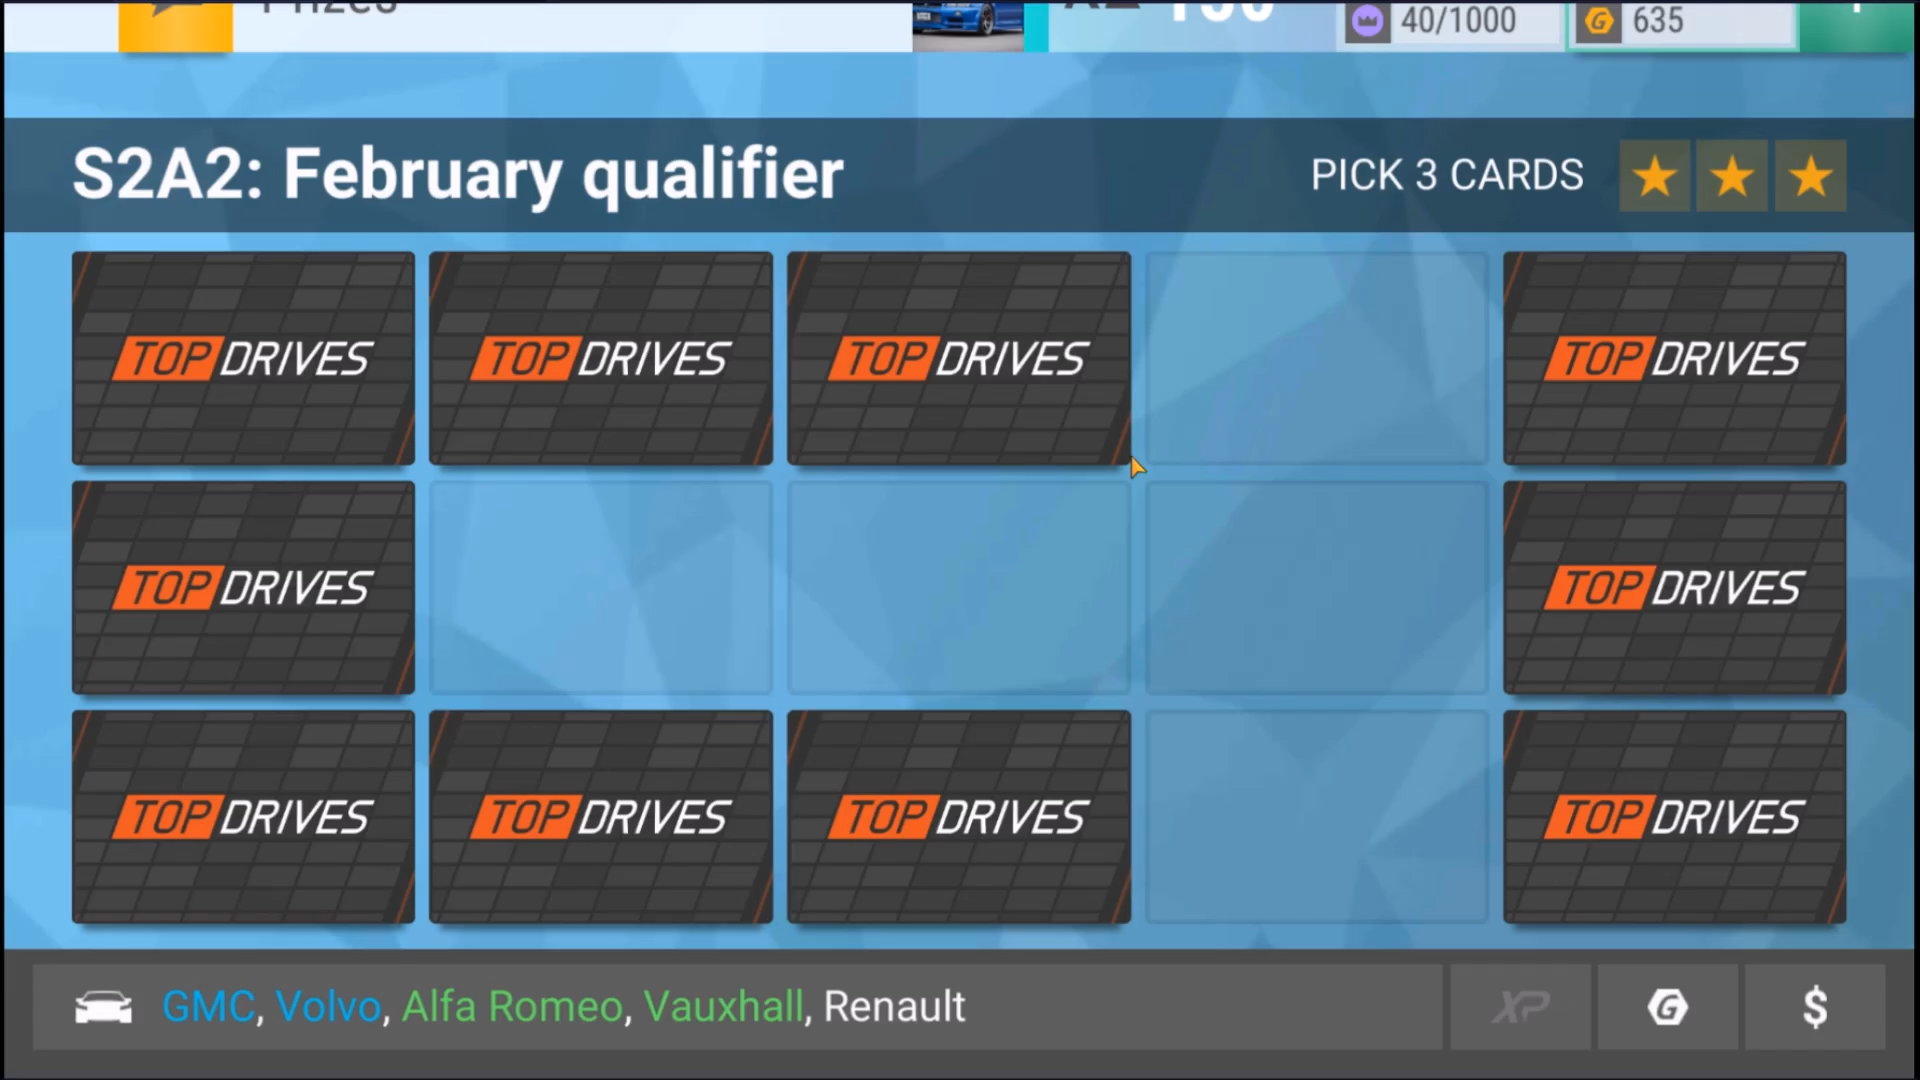 Prizes
40/1000
635
S2A2: February qualifier
PICK 3 CARDS
TOP DRIVES
TOP DRIVES
TOP DRIVES
TOP DRIVES
TOP DRIVES
TOP DRIVES
TOP DRIVES
TOP DRIVES
TOP DRIVES
TOP DRIVES
GMC, Volvo, Alfa Romeo, Vauxhall, Renault
XP
G
$